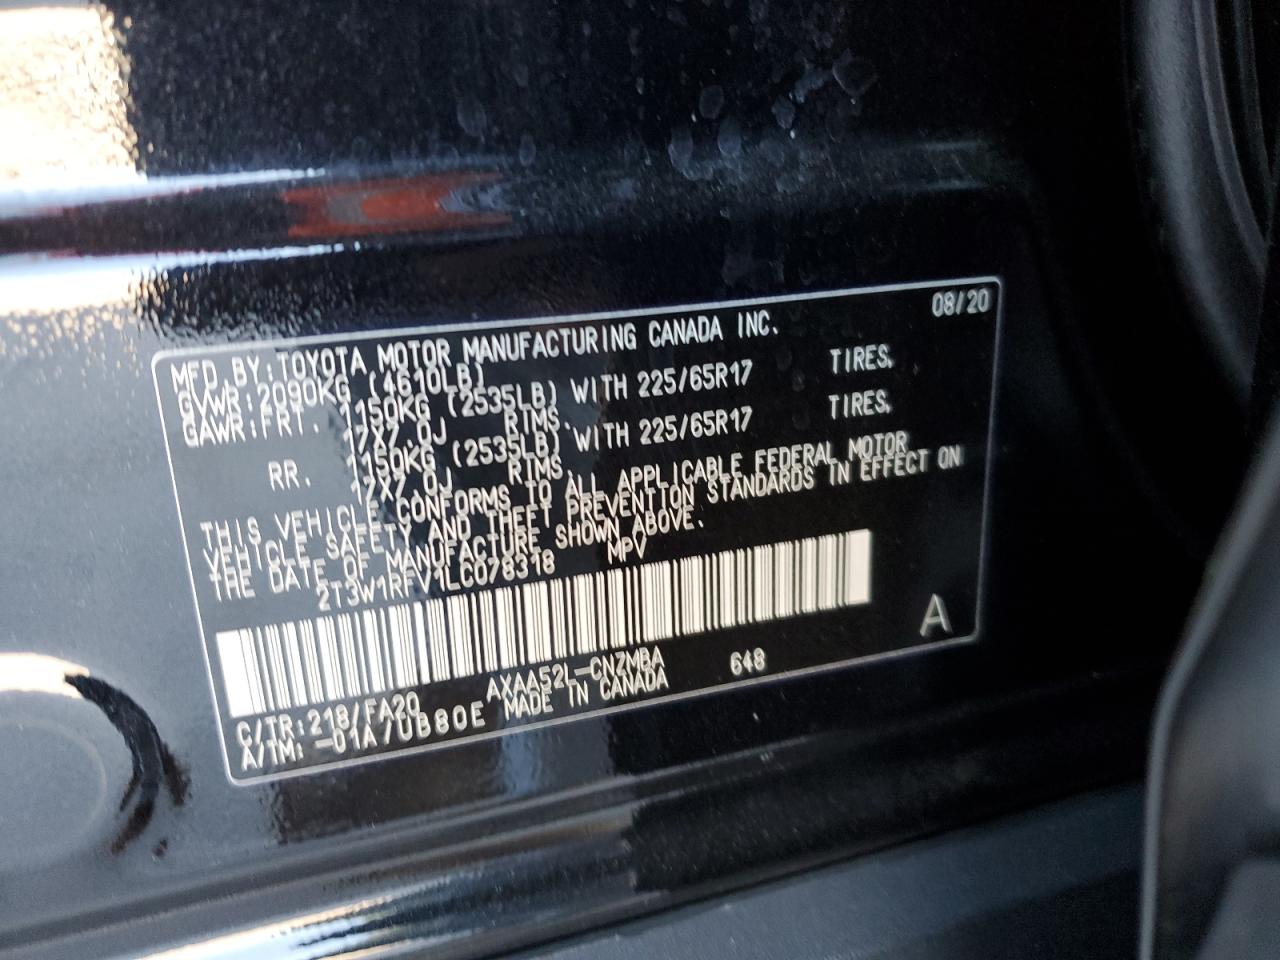 08/20
MFD.BY:TOYOTA MOTOR MANUFACTURING CANADA INC.
GVWR:2090KG (4610LB)
GAWR:FRT. 1150KG (2535LB) WITH 225/65R17 TIRES,
17X7.0J RIMS.
RR. 1150KG (2535LB) WITH 225/65R17 TIRES,
17X7.0J RIMS.
THIS VEHICLE CONFORMS TO ALL APPLICABLE FEDERAL MOTOR
VEHICLE SAFETY AND THEFT PREVENTION STANDARDS IN EFFECT ON
THE DATE OF MANUFACTURE SHOWN ABOVE.
2T3W1RFV1LC078318 MPV
A
C/TR:218/FA20 AXAA52L-CNZMBA 648
A/TM:-01A/UB80E MADE IN CANADA